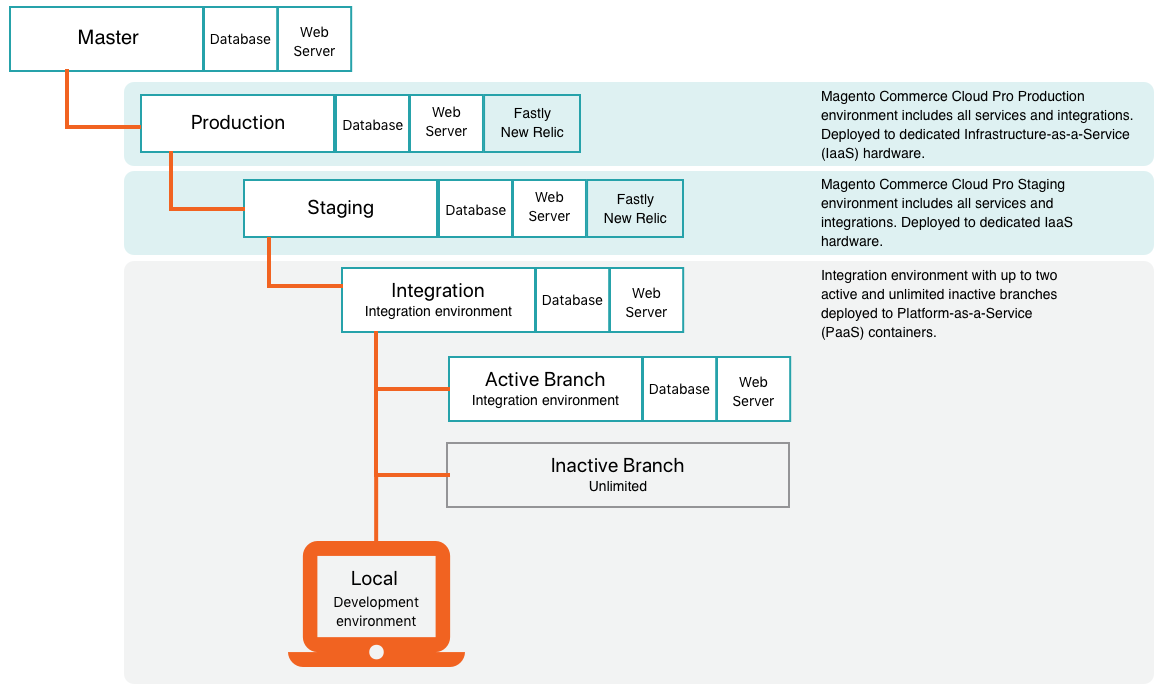 Master
Database
Web
Server
Production
Database
Web
Server
Fastly
New Relic
Magento Commerce Cloud Pro Production
environment includes all services and integrations.
Deployed to dedicated Infrastructure-as-a-Service
(IaaS) hardware.
Staging
Database
Web
Server
Fastly
New Relic
Magento Commerce Cloud Pro Staging
environment includes all services and
integrations. Deployed to dedicated IaaS
hardware.
Integration
Integration environment
Database
Web
Server
Integration environment with up to two
active and unlimited inactive branches
deployed to Platform-as-a-Service
(PaaS) containers.
Active Branch
Integration environment
Database
Web
Server
Inactive Branch
Unlimited
Local
Development
environment